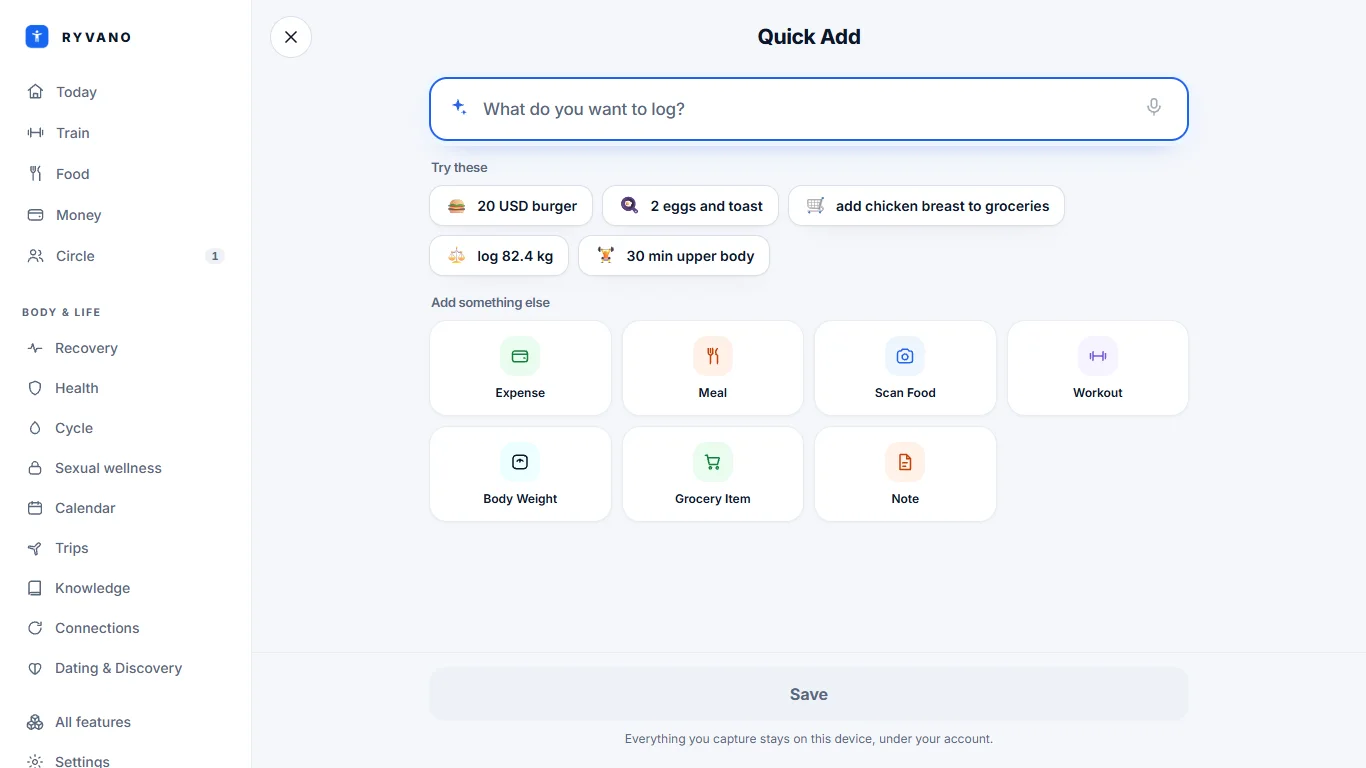 RYVANO
Today
Train
Food
Money
Circle
1
BODY & LIFE
Recovery
Health
Cycle
Sexual wellness
Calendar
Trips
Knowledge
Connections
Dating & Discovery
All features
Settings
Quick Add
What do you want to log?
Try these
20 USD burger
2 eggs and toast
add chicken breast to groceries
log 82.4 kg
30 min upper body
Add something else
Expense
Meal
Scan Food
Workout
Body Weight
Grocery Item
Note
Save
Everything you capture stays on this device, under your account.